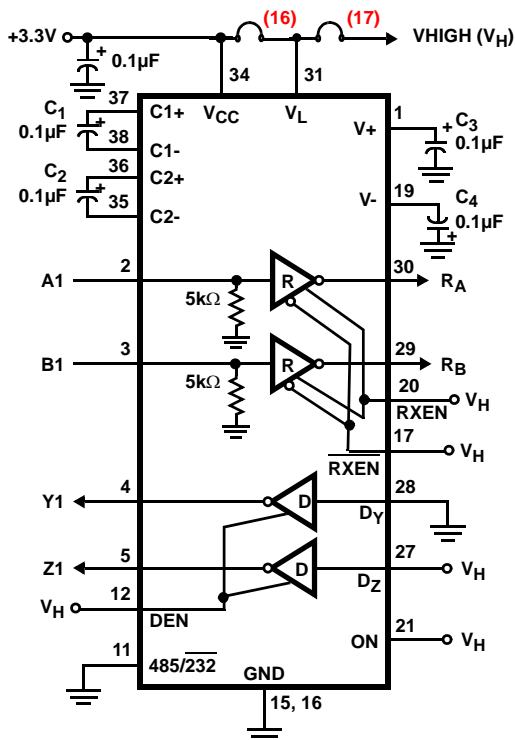 (16) (17)
+3.3V VHIGH (VH)
+ 0.1µF
34 31
37 C1+ VCC VL 1
C1 + V+ + C3
0.1µF 0.1µF
38 C1-
36 C2+
C2 + 19
0.1µF V- C4
35 C2- 0.1µF
+
2 30
A1 R RA
5kΩ
3 29
B1 R RB
5kΩ 20
RXEN VH
17
RXEN VH
4 28
Y1 D DY
5 27
Z1 D DZ VH
12
VH DEN
21
ON VH
11
485/232
GND
15, 16